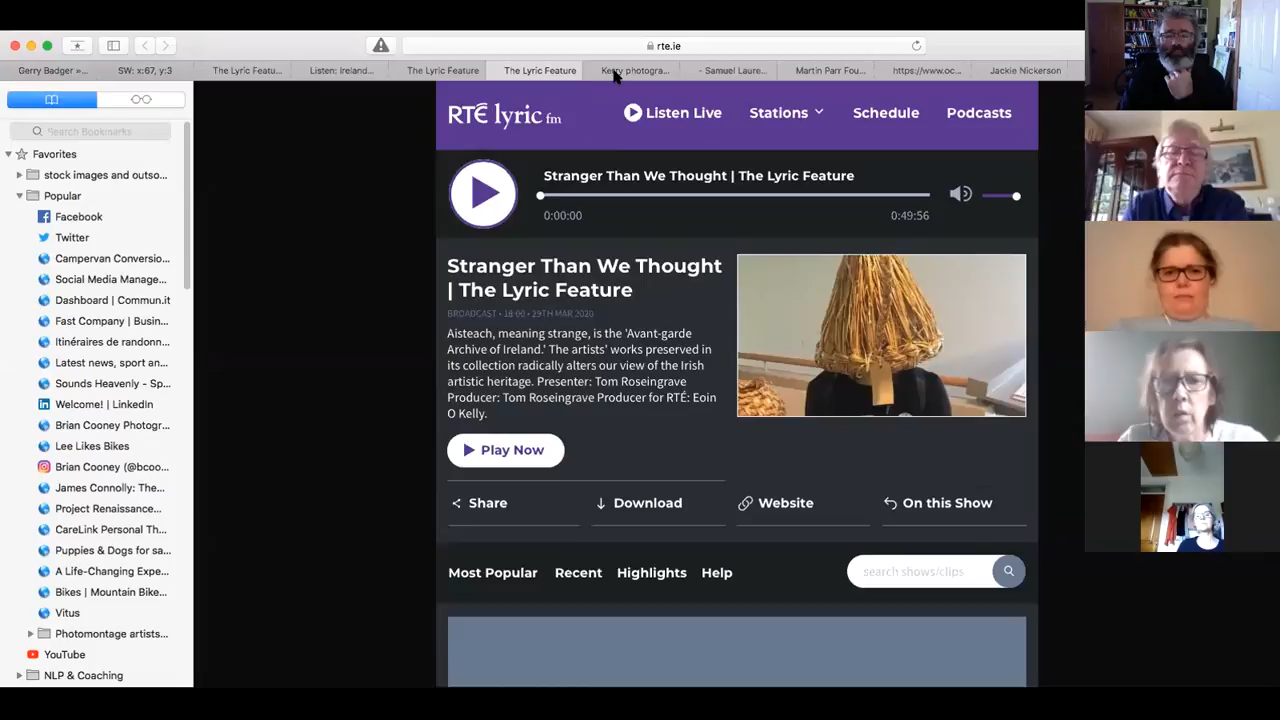 rte.ie
Gerry Badger »...
SW: x:67, y:3
The Lyric Featu...
Listen: Ireland...
The Lyric Feature
The Lyric Feature
Kerry photogra...
- Samuel Laure...
Martin Parr Fou...
https://www.oc...
Jackie Nickerson
Search Bookmarks
Favorites
stock images and outso...
Popular
Facebook
Twitter
Campervan Conversio...
Social Media Manage...
Dashboard | Commun.it
Fast Company | Busin...
Itinéraires de randonn...
Latest news, sport an...
Sounds Heavenly - Sp...
Welcome! | LinkedIn
Brian Cooney Photogr...
Lee Likes Bikes
Brian Cooney (@bcoo...
James Connolly: The...
Project Renaissance...
CareLink Personal Th...
Puppies & Dogs for sa...
A Life-Changing Expe...
Bikes | Mountain Bike...
Vitus
Photomontage artists...
YouTube
NLP & Coaching
RTÉ lyric fm
Listen Live
Stations
Schedule
Podcasts
Stranger Than We Thought | The Lyric Feature
0:00:00
0:49:56
Stranger Than We Thought
| The Lyric Feature
BROADCAST • 18:00 • 29TH MAR 2020
Aisteach, meaning strange, is the 'Avant-garde
Archive of Ireland.' The artists' works preserved in
its collection radically alters our view of the Irish
artistic heritage. Presenter: Tom Roseingrave
Producer: Tom Roseingrave Producer for RTÉ: Eoin
O Kelly.
Play Now
Share
Download
Website
On this Show
Most Popular
Recent
Highlights
Help
search shows/clips